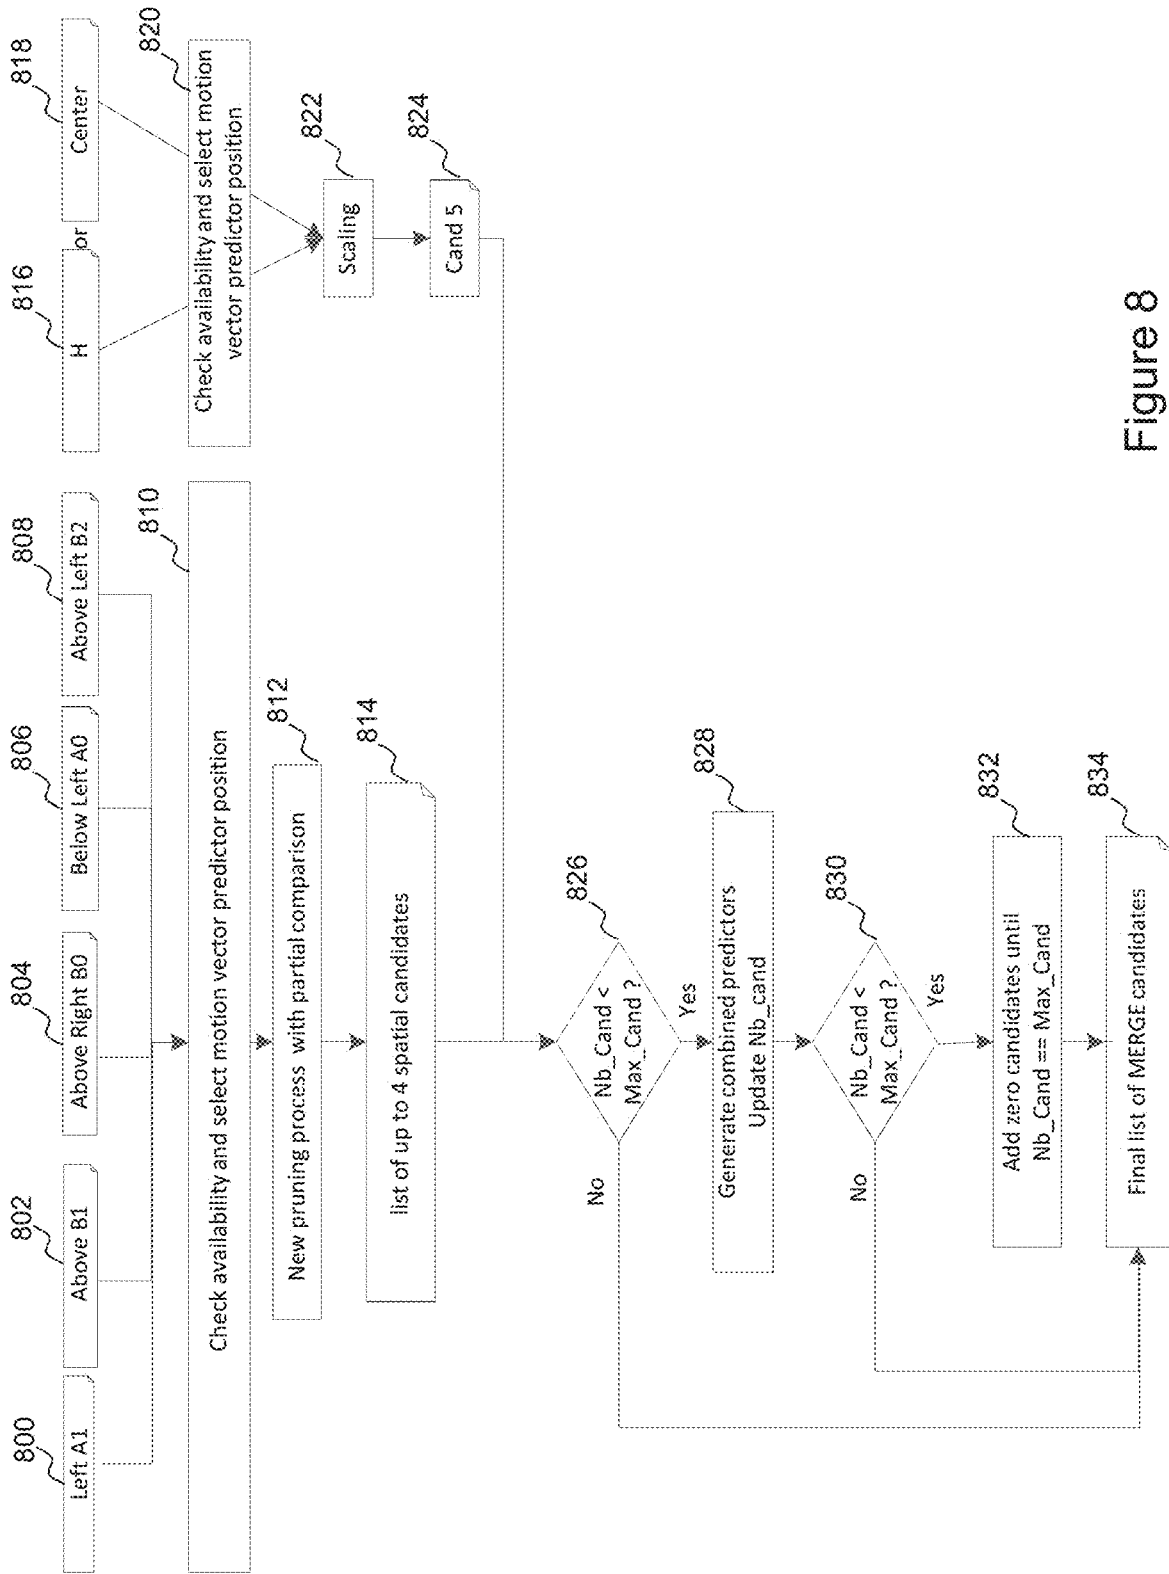 800
802
804
806
808
816
818
Left A1
Above B1
Above Right B0
Below Left A0
Above Left B2
H
or
Center
810
820
Check availability and select motion vector predictor position
Check availability and select motion
vector predictor position
812
New pruning process with partial comparison
822
Scaling
814
list of up to 4 spatial candidates
824
Cand 5
826
Nb_Cand <
Max_Cand ?
No
Yes
828
Generate combined predictors
Update Nb_cand
830
Nb_Cand <
Max_Cand ?
No
Yes
832
Add zero candidates until
Nb_Cand == Max_Cand
834
Final list of MERGE candidates
Figure 8